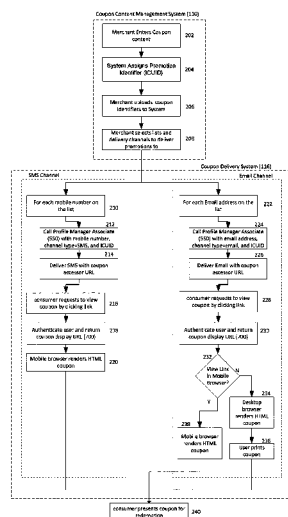 Coupon Content Management System (116)
Merchant Enters Coupon
content
202
System Assigns Promotion
Identifier (ICUID)
204
Merchant uploads coupon
identifiers to System
206
Merchant selects lists and
delivery channels to deliver
promotions to
208
Coupon Delivery System (116)
SMS Channel
Email Channel
For each mobile number on
the list
210
212
Call Profile Manager Associate
(550) with mobile number,
channel type=SMS, and ICUID
214
Deliver SMS with coupon
accessor URL
consumer requests to view
coupon by clicking link
216
Authenticate user and return
coupon display URL (700)
218
Mobile browser renders HTML
coupon
220
For each Email address on the
list
222
224
Call Profile Manager Associate
(550) with email address,
channel type=email, and ICUID
226
Deliver Email with coupon
accessor URL
consumer requests to view
coupon by clicking link
228
Authenticate user and return
coupon display URL (700)
230
232
View Link
in Mobile
Browser?
Y
N
234
Desktop
browser
renders HTML
coupon
238
Mobile browser
renders HTML
coupon
236
User prints
coupon
consumer presents coupon for
redemption
240